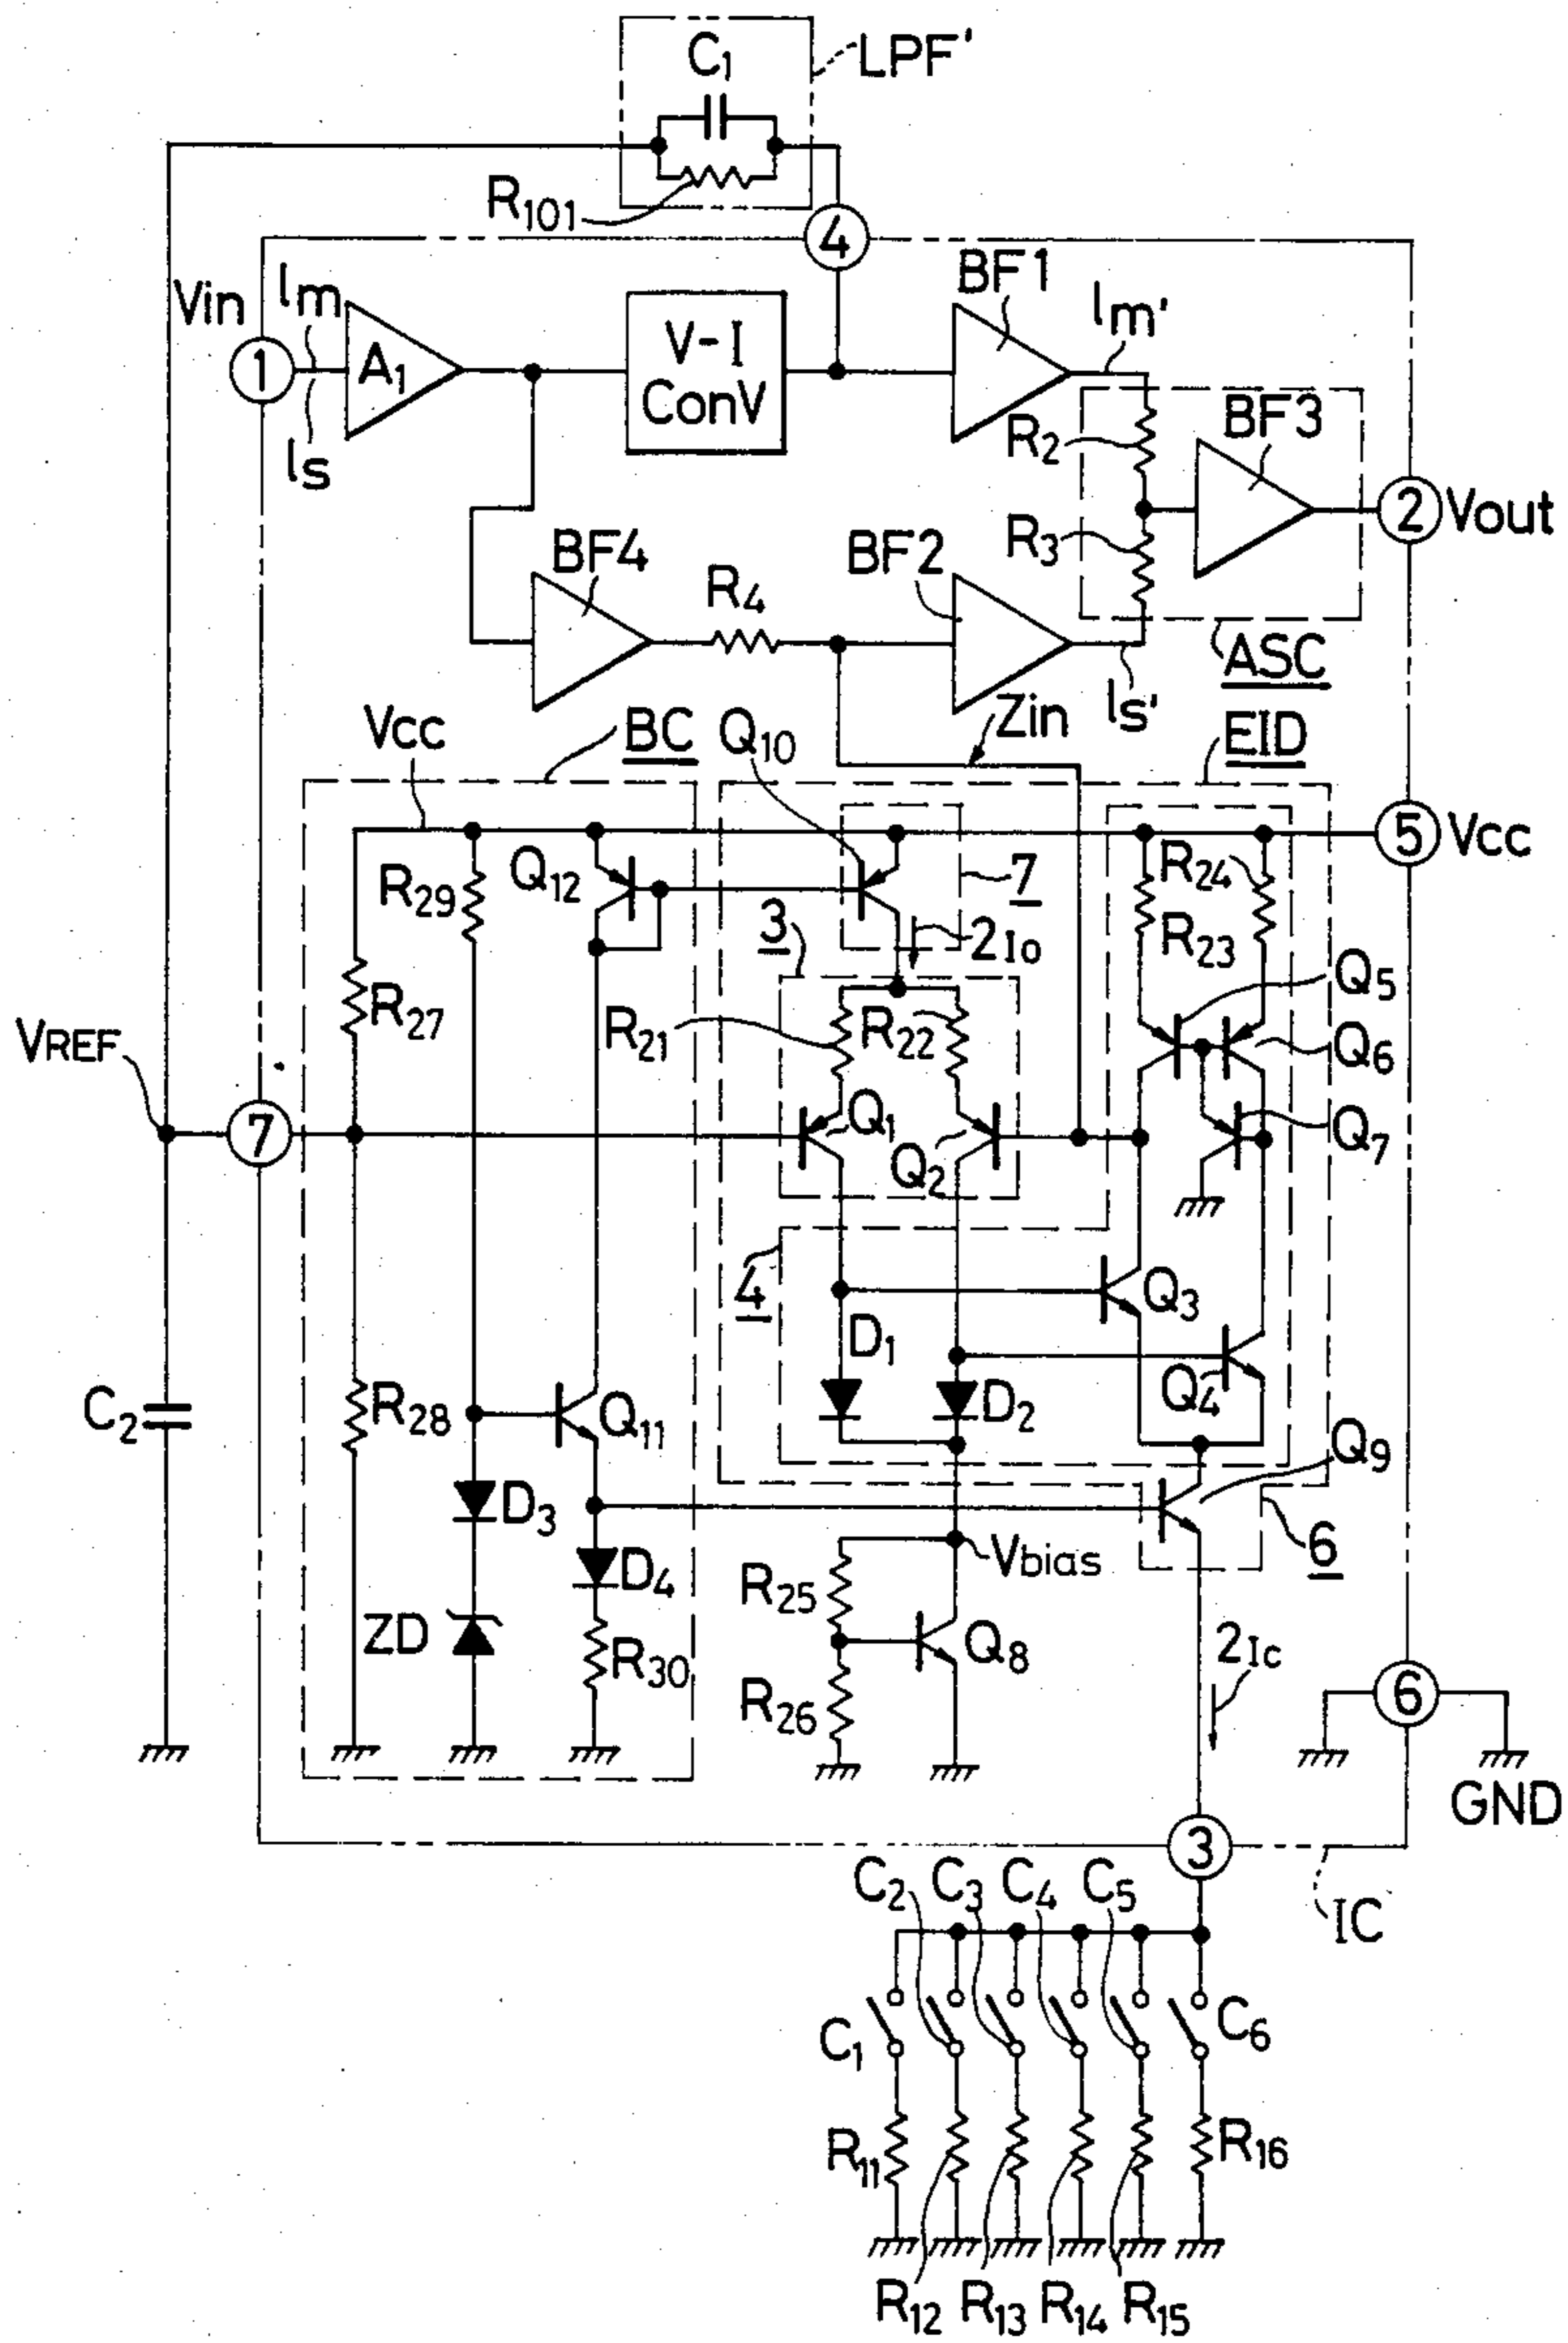 C1
LPF'
R101
4
Vin
lm
ls
1
A1
V-I
ConV
BF1
lm'
R2
BF3
R3
2
Vout
BF4
R4
BF2
ls'
ASC
Zin
Vcc
BC
Q10
EID
5
Vcc
R29
Q12
7
3
2Io
R24
R23
R27
R21
R22
Q5
VREF
Q6
7
Q1
Q2
Q7
4
Q3
D1
D2
Q4
C2
R28
Q11
Q9
D3
D4
Vbias
6
R25
ZD
R30
Q8
R26
2Ic
6
GND
3
IC
C2
C3
C4
C5
C1
C6
R11
R16
R12
R13
R14
R15